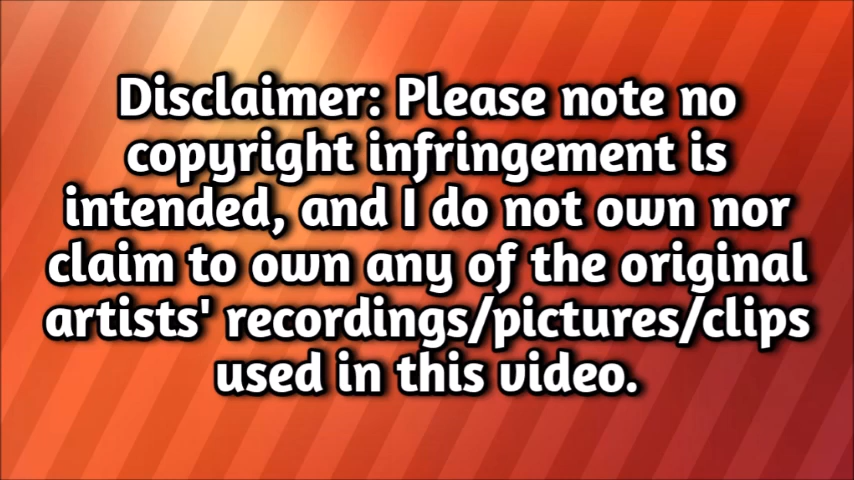 Disclaimer: Please note no
copyright infringement is
intended, and I do not own nor
claim to own any of the original
artists' recordings/pictures/clips
used in this video.